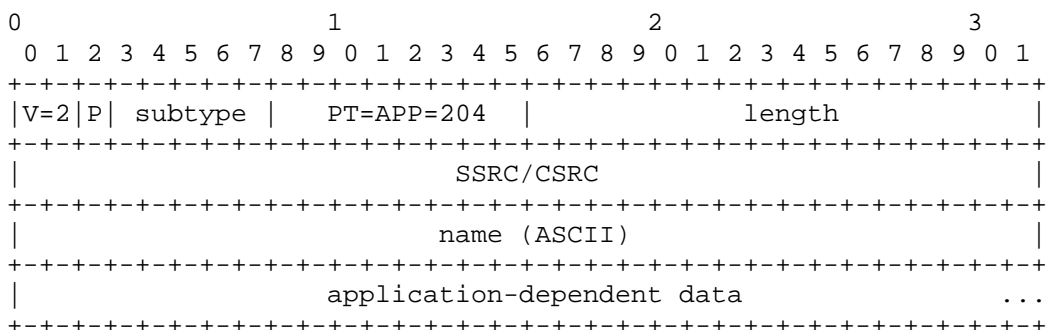 0                   1                   2                   3
 0 1 2 3 4 5 6 7 8 9 0 1 2 3 4 5 6 7 8 9 0 1 2 3 4 5 6 7 8 9 0 1
+-+-+-+-+-+-+-+-+-+-+-+-+-+-+-+-+-+-+-+-+-+-+-+-+-+-+-+-+-+-+-+-+
|V=2|P| subtype |   PT=APP=204  |             length            |
+-+-+-+-+-+-+-+-+-+-+-+-+-+-+-+-+-+-+-+-+-+-+-+-+-+-+-+-+-+-+-+-+
|                           SSRC/CSRC                           |
+-+-+-+-+-+-+-+-+-+-+-+-+-+-+-+-+-+-+-+-+-+-+-+-+-+-+-+-+-+-+-+-+
|                          name (ASCII)                         |
+-+-+-+-+-+-+-+-+-+-+-+-+-+-+-+-+-+-+-+-+-+-+-+-+-+-+-+-+-+-+-+-+
|                   application-dependent data                ...
+-+-+-+-+-+-+-+-+-+-+-+-+-+-+-+-+-+-+-+-+-+-+-+-+-+-+-+-+-+-+-+-+